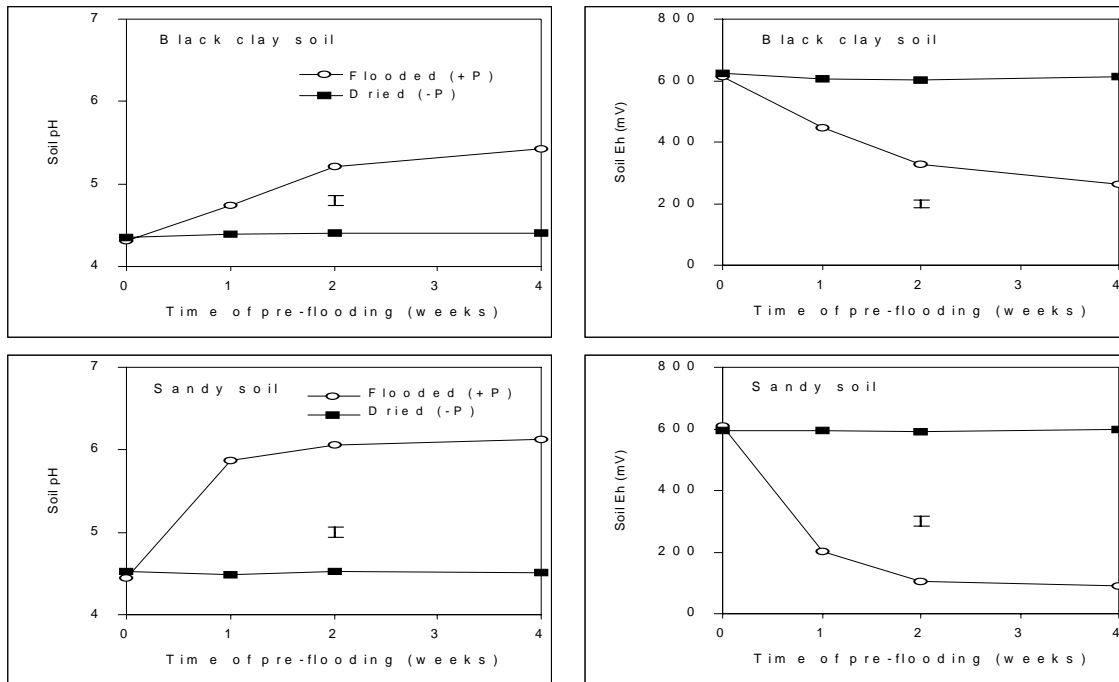 Black clay soil
Flooded (+P)
Dried (-P)
7
6
5
4
Soil pH
0 1 2 3 4
Time of pre-flooding (weeks)
Black clay soil
800
600
400
200
0
Soil Eh (mV)
0 1 2 3 4
Time of pre-flooding (weeks)
Sandy soil
Flooded (+P)
Dried (-P)
7
6
5
4
Soil pH
0 1 2 3 4
Time of pre-flooding (weeks)
Sandy soil
800
600
400
200
0
Soil Eh (mV)
0 1 2 3 4
Time of pre-flooding (weeks)